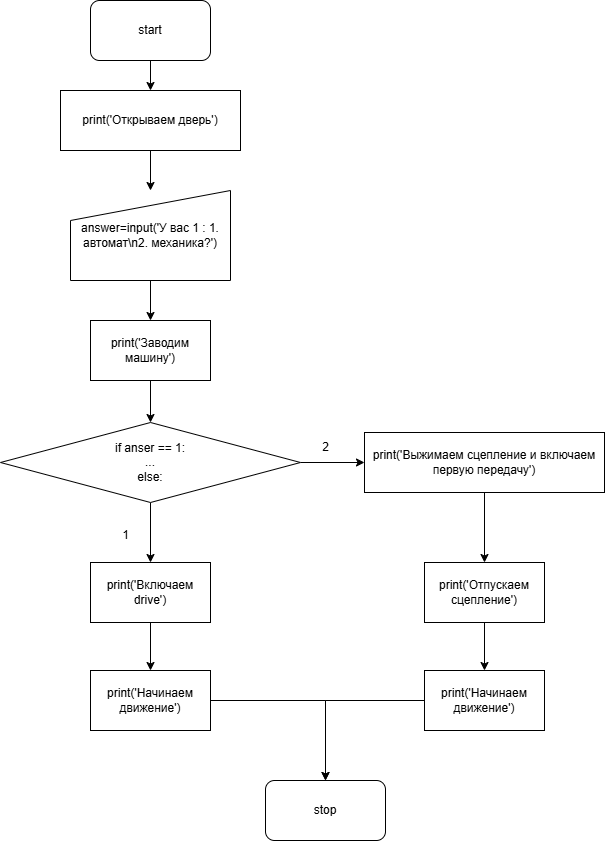 start
print('Открываем дверь')
answer=input('У вас 1 : 1.
автомат\n2. механика?')
print('Заводим
машину')
if anser == 1:
...
else:
2
print('Выжимаем сцепление и включаем
первую передачу')
1
print('Включаем
drive')
print('Отпускаем
сцепление')
print('Начинаем
движение')
print('Начинаем
движение')
stop